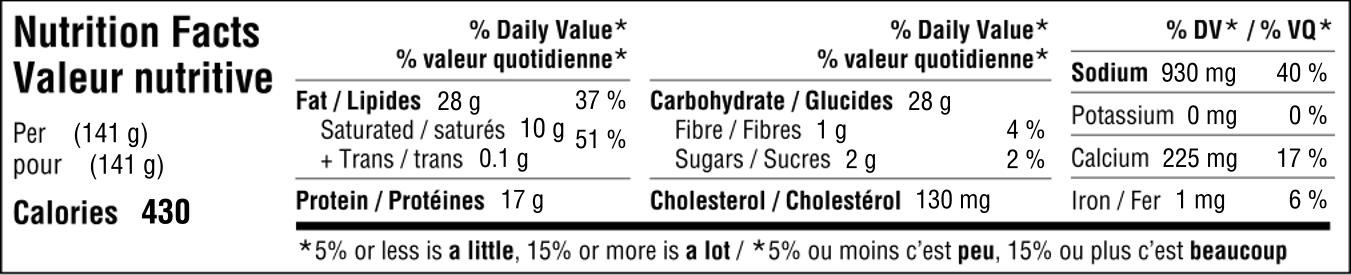 Nutrition Facts
Valeur nutritive
Per (141 g)
pour (141 g)
Calories 430
% Daily Value*
% valeur quotidienne*
Fat / Lipides 28 g 37 %
Saturated / saturés 10 g 51 %
+ Trans / trans 0.1 g
Protein / Protéines 17 g
% Daily Value*
% valeur quotidienne*
Carbohydrate / Glucides 28 g
Fibre / Fibres 1 g 4 %
Sugars / Sucres 2 g 2 %
Cholesterol / Cholestérol 130 mg
% DV* / % VQ*
Sodium 930 mg 40 %
Potassium 0 mg 0 %
Calcium 225 mg 17 %
Iron / Fer 1 mg 6 %
*5% or less is a little, 15% or more is a lot / *5% ou moins c'est peu, 15% ou plus c'est beaucoup